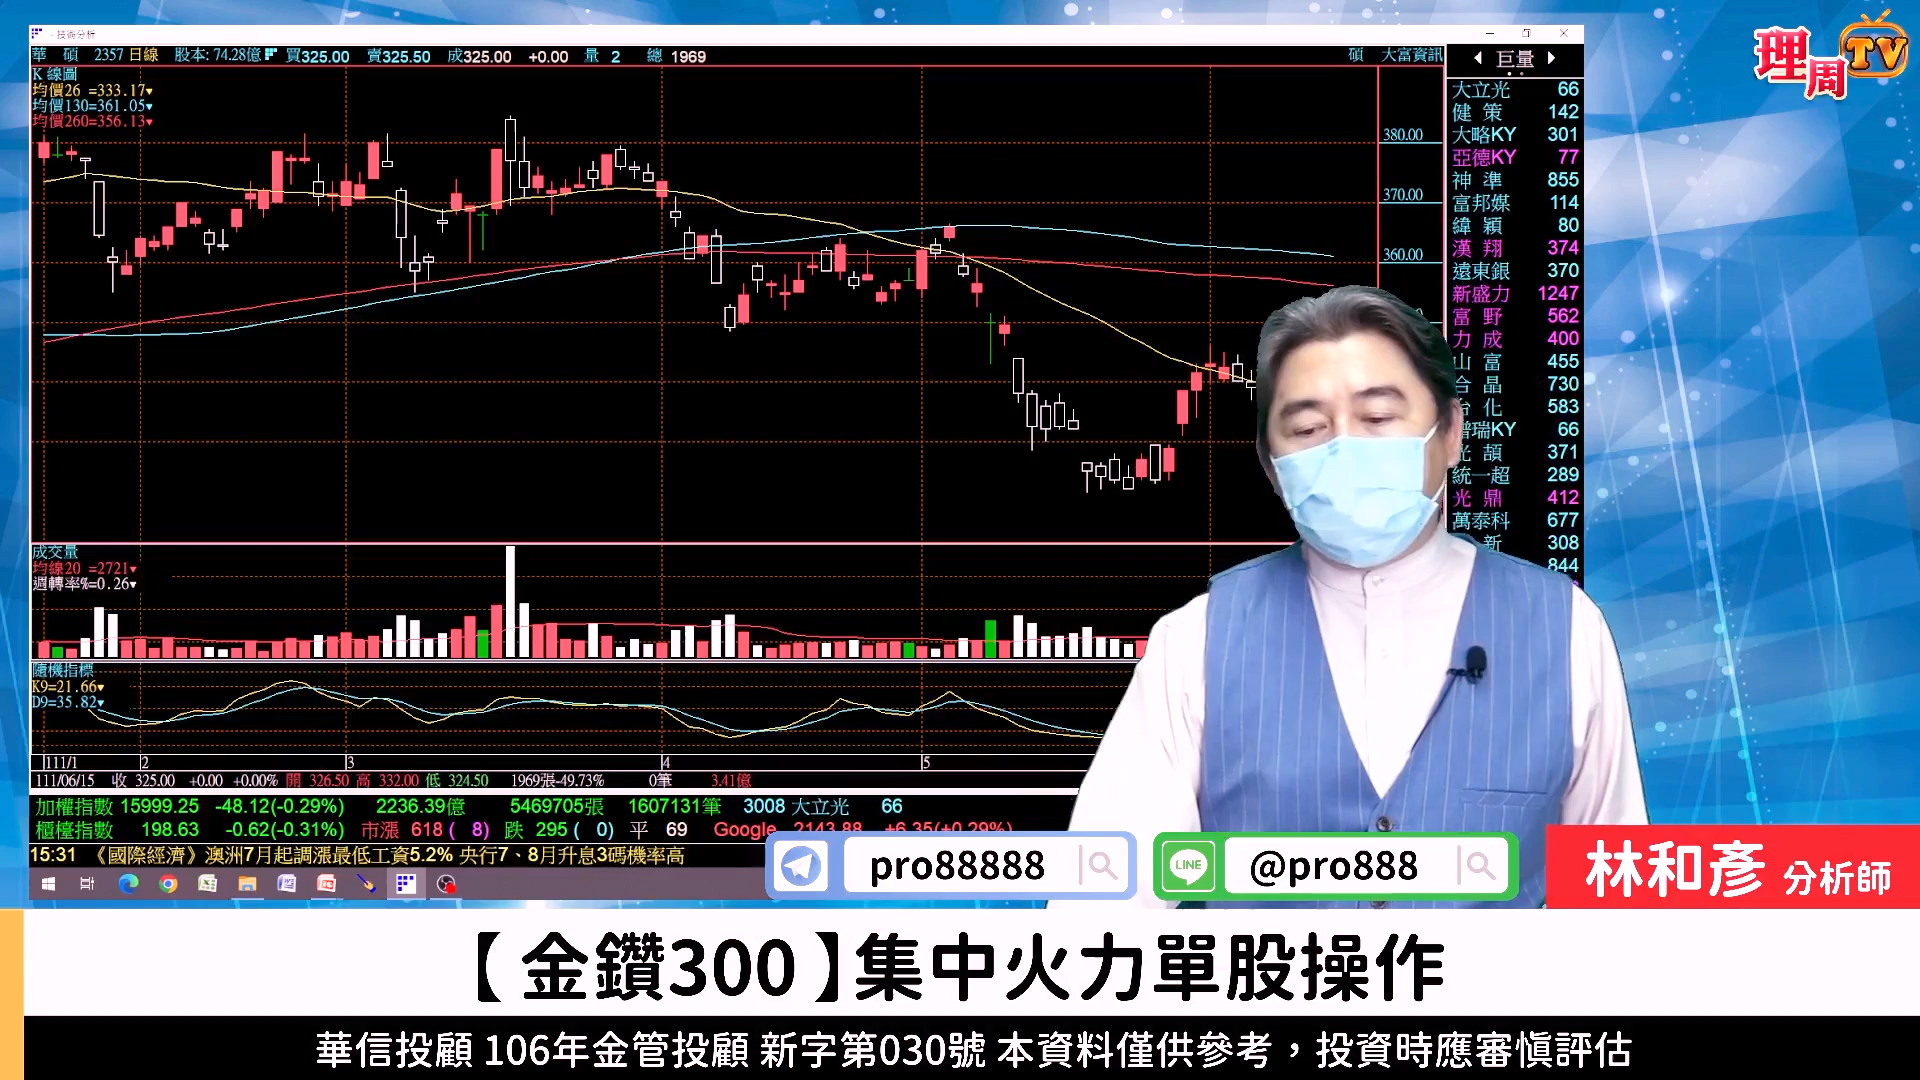 技術分析
華 碩 2357 日線 股本: 74.28億 買325.00 賣325.50 成325.00 +0.00 量 2 總 1969 碩 大富資訊
K 線圖
均價26 =333.17▾
均價130=361.05▾
均價260=356.13▾
380.00
370.00
360.00
巨量
大立光 66
健 策 142
大略KY 301
亞德KY 77
神 準 855
富邦媒 114
緯 穎 80
漢 翔 374
遠東銀 370
新盛力 1247
富 野 562
力 成 400
山 富 455
合 晶 730
台 化 583
瑞KY 66
光 頡 371
統一超 289
光 鼎 412
萬泰科 677
新 308
844
成交量
均線20 =2721▾
週轉率%=0.26▾
隨機指標
K9=21.66▾
D9=35.82▾
111/1 2 3 4 5
111/06/15 收 325.00 +0.00 +0.00% 開 326.50 高 332.00 低 324.50 1969張-49.73% 0筆 3.41億
加權指數 15999.25 -48.12(-0.29%) 2236.39億 5469705張 1607131筆 3008 大立光 66
櫃檯指數 198.63 -0.62(-0.31%) 市漲 618 ( 8) 跌 295 ( 0) 平 69 Google 2143.88 +6.35(+0.29%)
15:31 《國際經濟》澳洲7月起調漲最低工資5.2% 央行7、8月升息3碼機率高
理周TV
pro88888
LINE @pro888
林和彥 分析師
【金鑽300】集中火力單股操作
華信投顧 106年金管投顧 新字第030號 本資料僅供參考，投資時應審慎評估